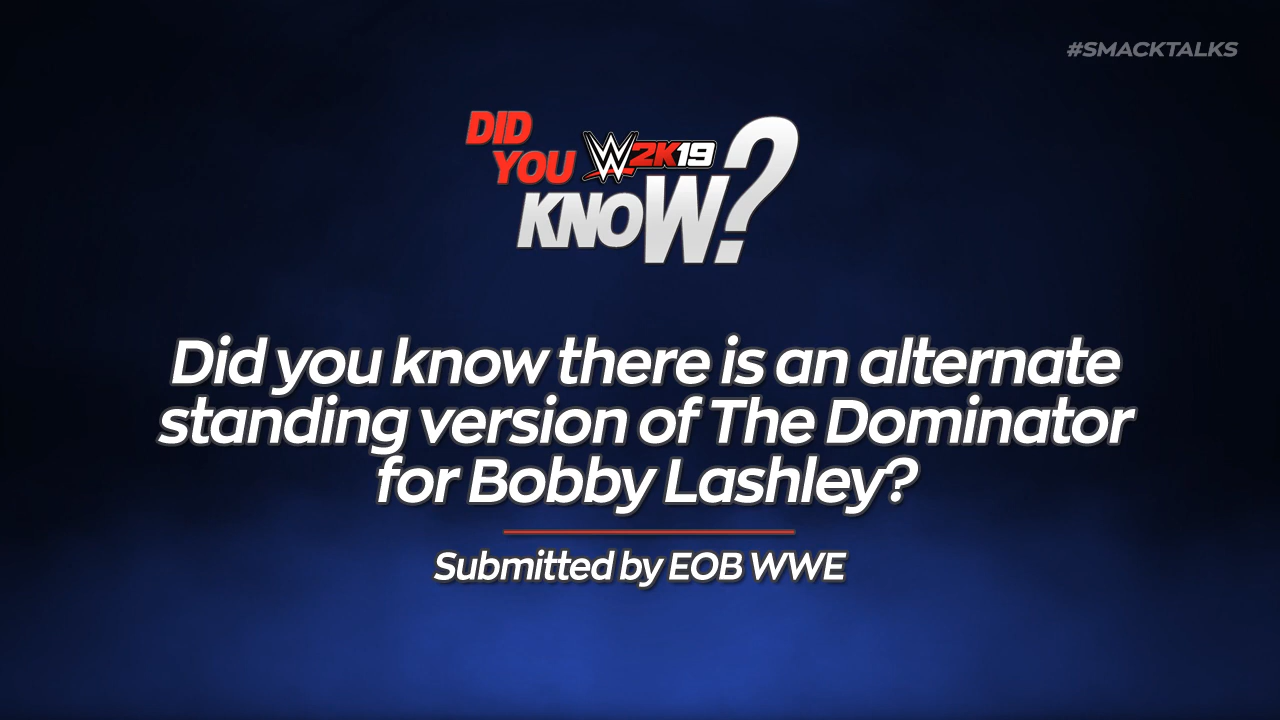 #SMACKTALKS
DID
YOU W 2K19
KNOW?
Did you know there is an alternate
standing version of The Dominator
for Bobby Lashley?
Submitted by EOB WWE